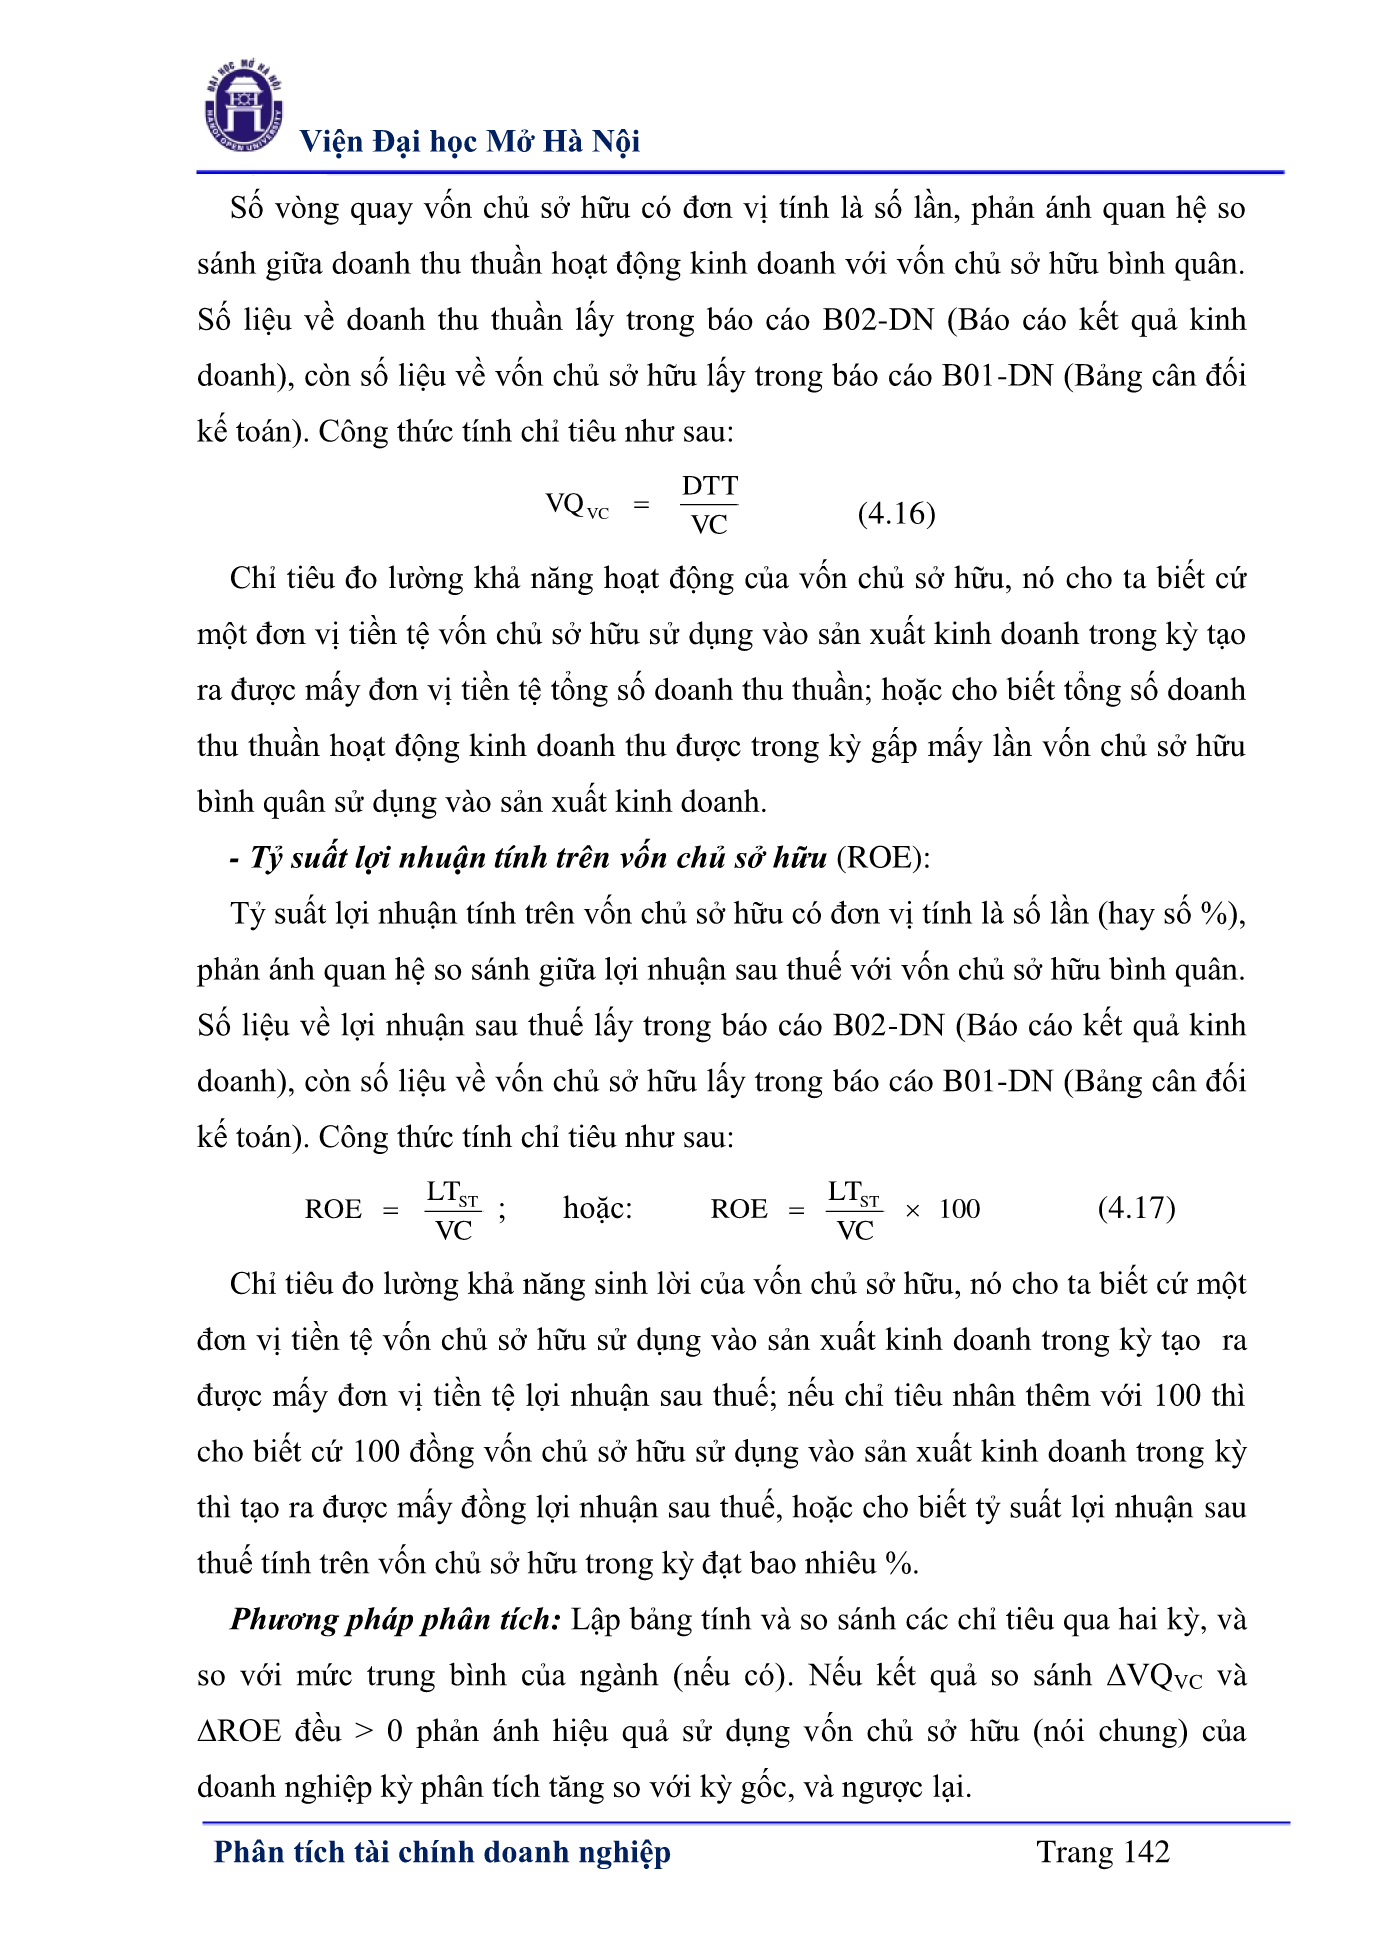 ĐẠI HỌC MỞ HÀ NỘI
HANOI OPEN UNIVERSITY
Viện Đại học Mở Hà Nội
Số vòng quay vốn chủ sở hữu có đơn vị tính là số lần, phản ánh quan hệ so
sánh giữa doanh thu thuần hoạt động kinh doanh với vốn chủ sở hữu bình quân.
Số liệu về doanh thu thuần lấy trong báo cáo B02-DN (Báo cáo kết quả kinh
doanh), còn số liệu về vốn chủ sở hữu lấy trong báo cáo B01-DN (Bảng cân đối
kế toán). Công thức tính chỉ tiêu như sau:
VQ_VC = DTT / VC (4.16)
Chỉ tiêu đo lường khả năng hoạt động của vốn chủ sở hữu, nó cho ta biết cứ
một đơn vị tiền tệ vốn chủ sở hữu sử dụng vào sản xuất kinh doanh trong kỳ tạo
ra được mấy đơn vị tiền tệ tổng số doanh thu thuần; hoặc cho biết tổng số doanh
thu thuần hoạt động kinh doanh thu được trong kỳ gấp mấy lần vốn chủ sở hữu
bình quân sử dụng vào sản xuất kinh doanh.
- Tỷ suất lợi nhuận tính trên vốn chủ sở hữu (ROE):
Tỷ suất lợi nhuận tính trên vốn chủ sở hữu có đơn vị tính là số lần (hay số %),
phản ánh quan hệ so sánh giữa lợi nhuận sau thuế với vốn chủ sở hữu bình quân.
Số liệu về lợi nhuận sau thuế lấy trong báo cáo B02-DN (Báo cáo kết quả kinh
doanh), còn số liệu về vốn chủ sở hữu lấy trong báo cáo B01-DN (Bảng cân đối
kế toán). Công thức tính chỉ tiêu như sau:
ROE = LT_ST / VC ; hoặc: ROE = LT_ST / VC × 100 (4.17)
Chỉ tiêu đo lường khả năng sinh lời của vốn chủ sở hữu, nó cho ta biết cứ một
đơn vị tiền tệ vốn chủ sở hữu sử dụng vào sản xuất kinh doanh trong kỳ tạo ra
được mấy đơn vị tiền tệ lợi nhuận sau thuế; nếu chỉ tiêu nhân thêm với 100 thì
cho biết cứ 100 đồng vốn chủ sở hữu sử dụng vào sản xuất kinh doanh trong kỳ
thì tạo ra được mấy đồng lợi nhuận sau thuế, hoặc cho biết tỷ suất lợi nhuận sau
thuế tính trên vốn chủ sở hữu trong kỳ đạt bao nhiêu %.
Phương pháp phân tích: Lập bảng tính và so sánh các chỉ tiêu qua hai kỳ, và
so với mức trung bình của ngành (nếu có). Nếu kết quả so sánh ΔVQ_VC và
ΔROE đều > 0 phản ánh hiệu quả sử dụng vốn chủ sở hữu (nói chung) của
doanh nghiệp kỳ phân tích tăng so với kỳ gốc, và ngược lại.
Phân tích tài chính doanh nghiệp Trang 142